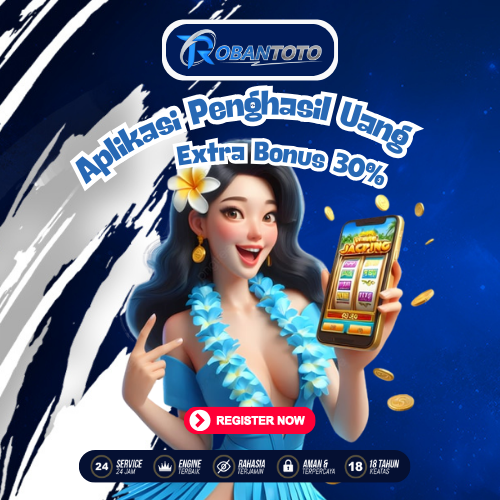 ROBANTOTO
Aplikasi Penghasil Uang
Extra Bonus 30%
REGISTER NOW
24 SERVICE
24 JAM
ENGINE
TERBAIK
RAHASIA
TERJAMIN
AMAN &
TERPERCAYA
18 18 TAHUN
KEATAS